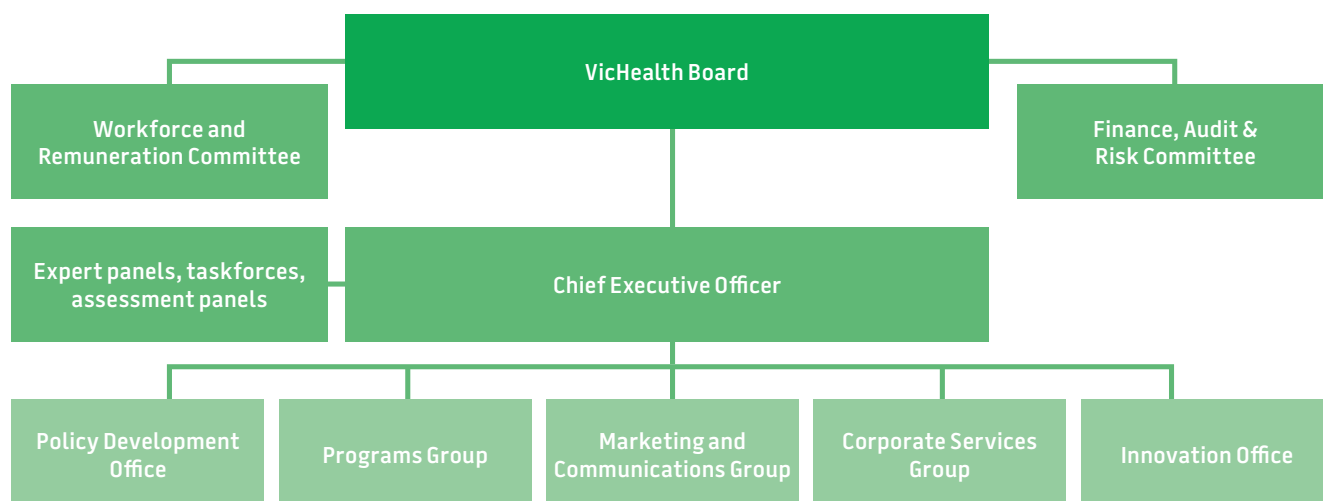 VicHealth Board
Workforce and
Remuneration Committee
Finance, Audit &
Risk Committee
Expert panels, taskforces,
assessment panels
Chief Executive Officer
Policy Development
Office
Programs Group
Marketing and
Communications Group
Corporate Services
Group
Innovation Office